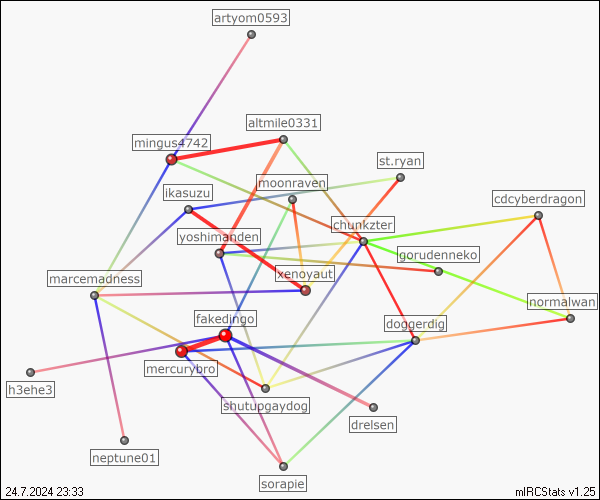 artyom0593
altmile0331
mingus4742
st.ryan
moonraven
ikasuzu
cdcyberdragon
chunkzter
yoshimanden
gorudenneko
xenoyaut
marcemadness
normalwan
fakedingo
doggerdig
mercurybro
h3ehe3
shutupgaydog
drelsen
neptune01
sorapie
24.7.2024 23:33
mIRCStats v1.25